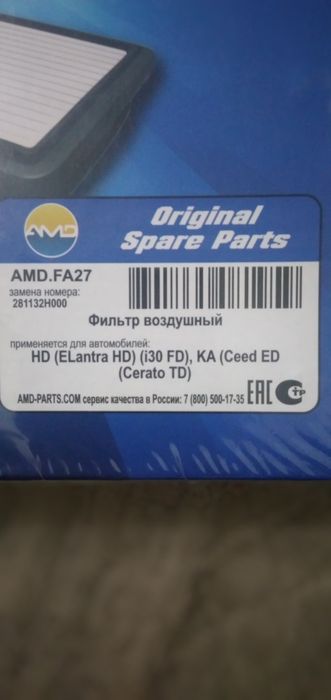 AMD
Original
Spare Parts
AMD.FA27
замена номера:
281132H000
Фильтр воздушный
применяется для автомобилей:
HD (ELantra HD) (i30 FD), KA (Ceed ED
(Cerato TD)
AMD-PARTS.COM сервис качества в России: 7 (800) 500-17-35
EAC
СТР